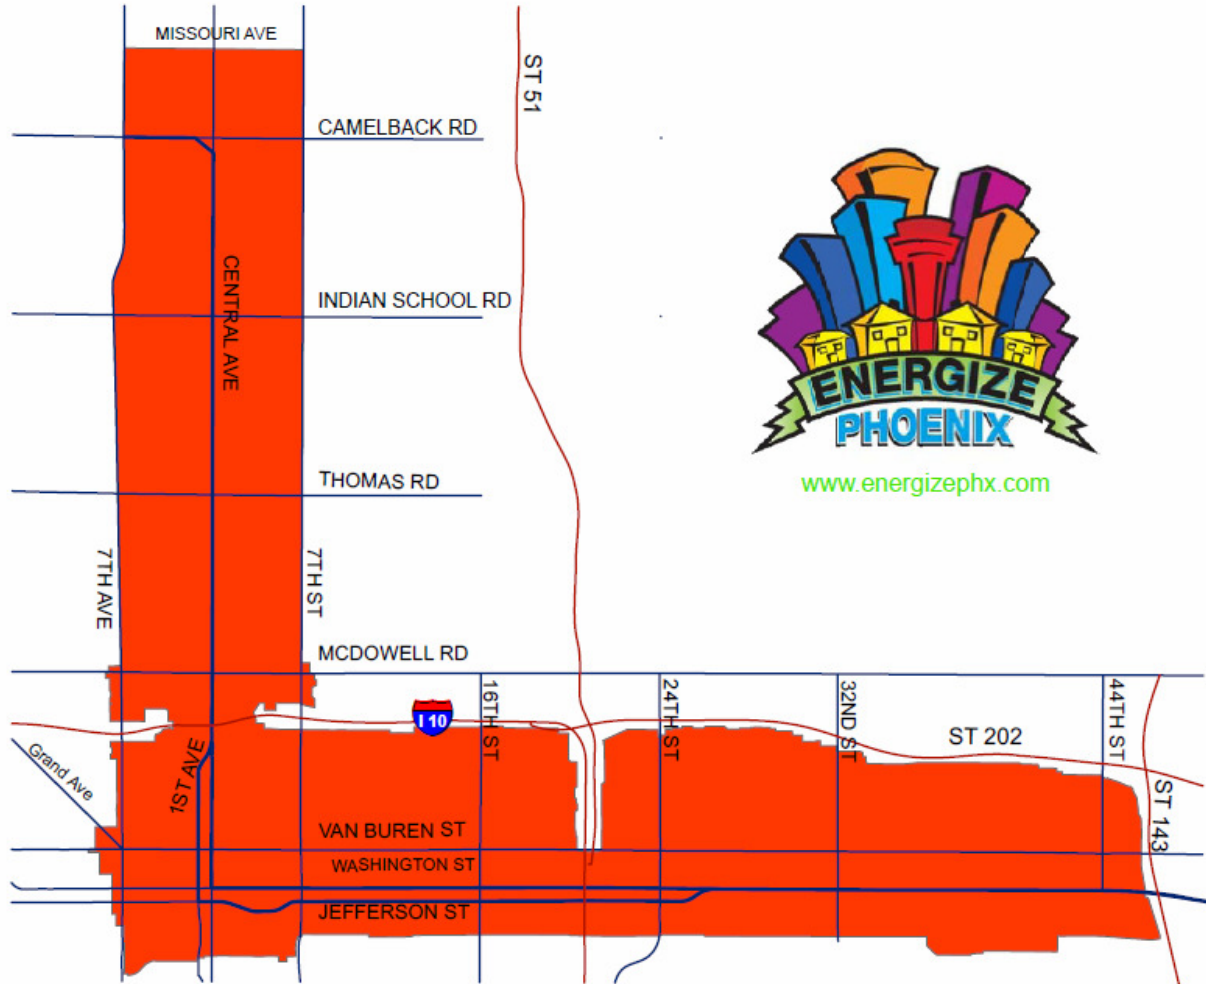 MISSOURI AVE
ST 51
CAMELBACK RD
CENTRAL AVE
INDIAN SCHOOL RD
ENERGIZE
PHOENIX
www.energizephx.com
THOMAS RD
7TH AVE
7TH ST
MCDOWELL RD
16TH ST
24TH ST
32ND ST
44TH ST
I 10
ST 202
Grand Ave
1ST AVE
ST 143
VAN BUREN ST
WASHINGTON ST
JEFFERSON ST